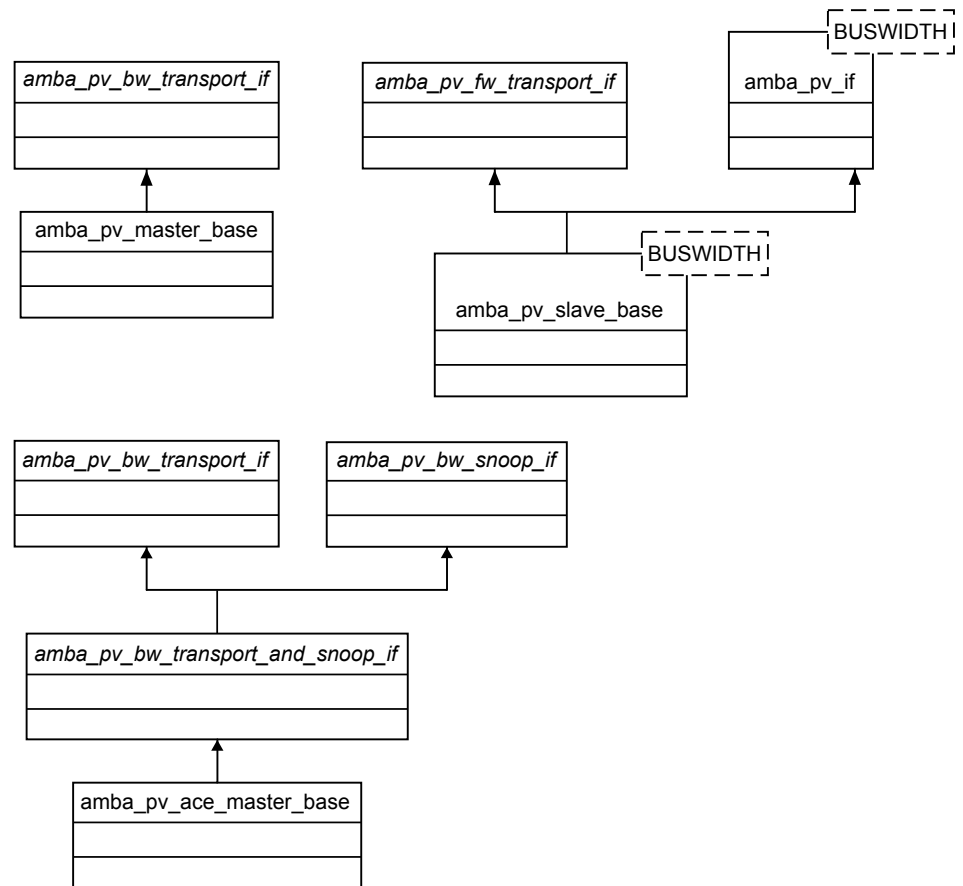 BUSWIDTH
amba_pv_bw_transport_if
amba_pv_fw_transport_if
amba_pv_if
amba_pv_master_base
BUSWIDTH
amba_pv_slave_base
amba_pv_bw_transport_if
amba_pv_bw_snoop_if
amba_pv_bw_transport_and_snoop_if
amba_pv_ace_master_base